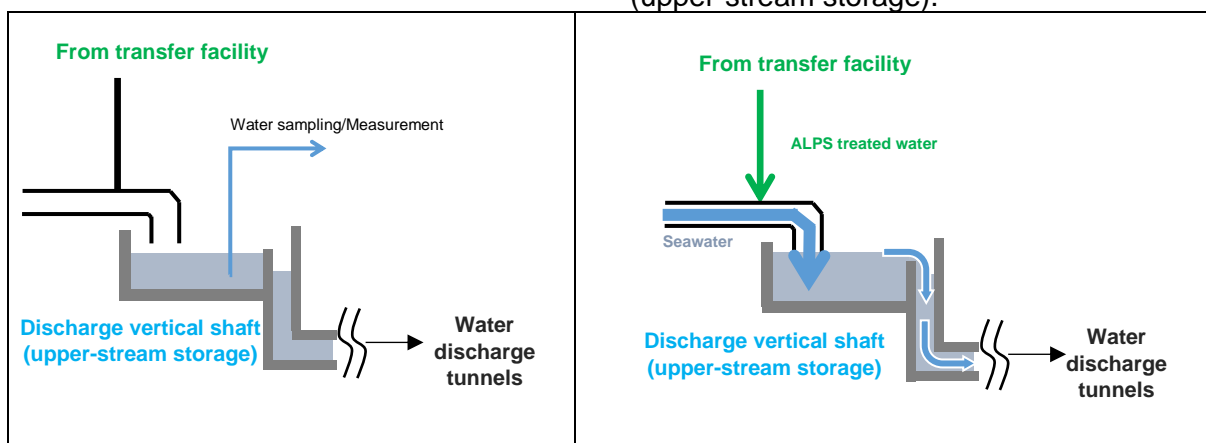 (upper-stream storage).
From transfer facility
Water sampling/Measurement
Discharge vertical shaft
(upper-stream storage)
Water
discharge
tunnels
From transfer facility
ALPS treated water
Seawater
Discharge vertical shaft
(upper-stream storage)
Water
discharge
tunnels